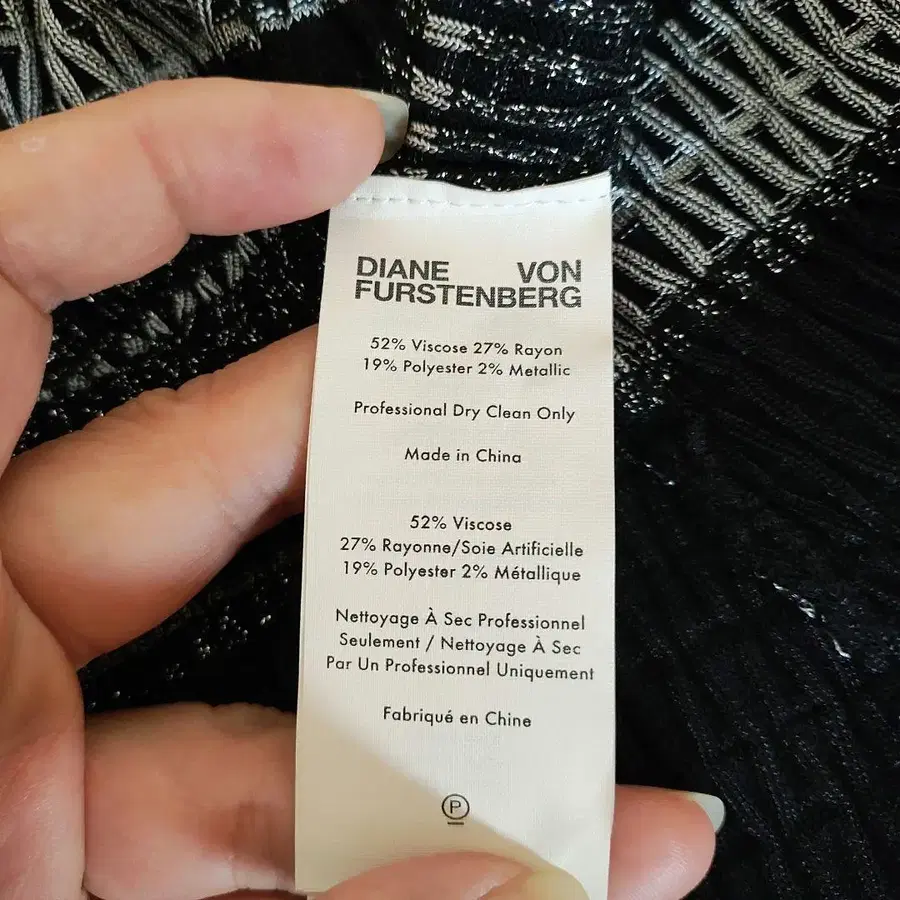 DIANE VON
FURSTENBERG
52% Viscose 27% Rayon
19% Polyester 2% Metallic
Professional Dry Clean Only
Made in China
52% Viscose
27% Rayonne/Soie Artificielle
19% Polyester 2% Métallique
Nettoyage À Sec Professionnel
Seulement / Nettoyage À Sec
Par Un Professionnel Uniquement
Fabriqué en Chine
P